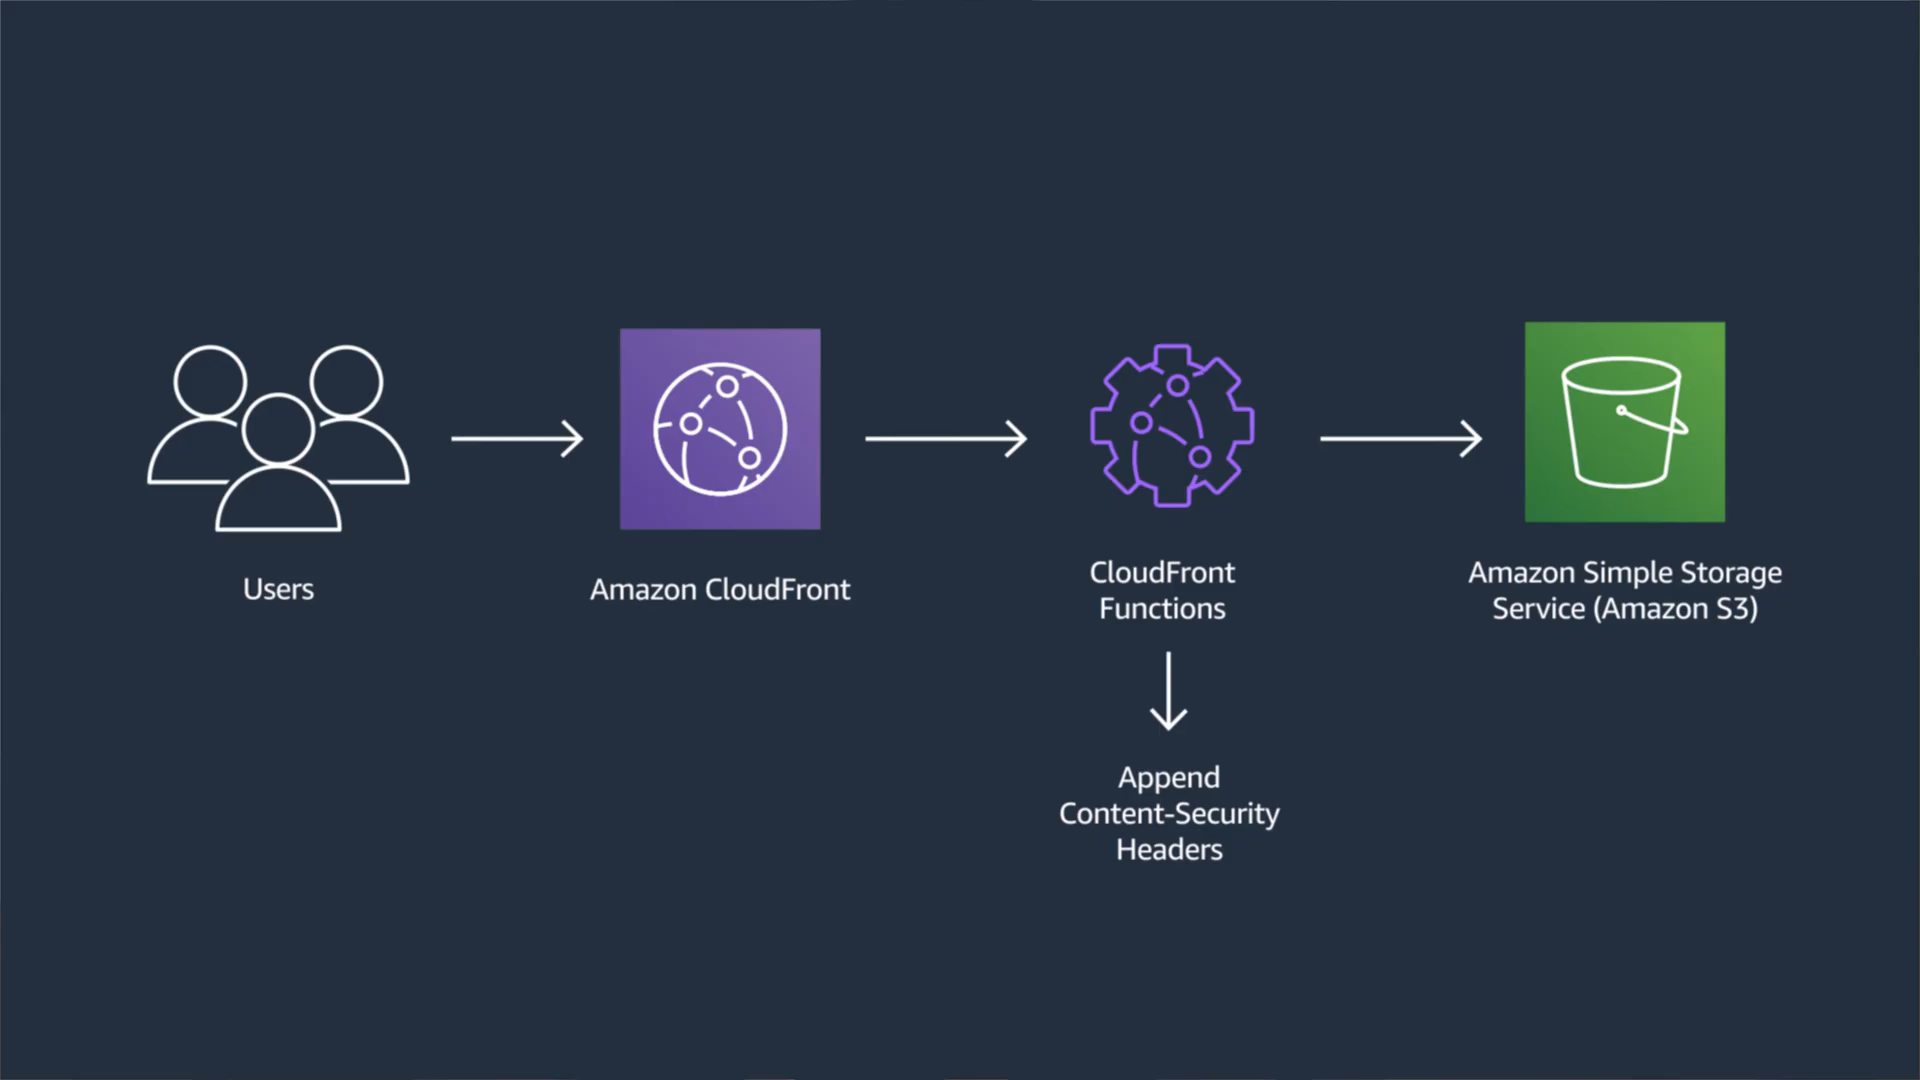 Users
Amazon CloudFront
CloudFront
Functions
Amazon Simple Storage
Service (Amazon S3)
Append
Content-Security
Headers